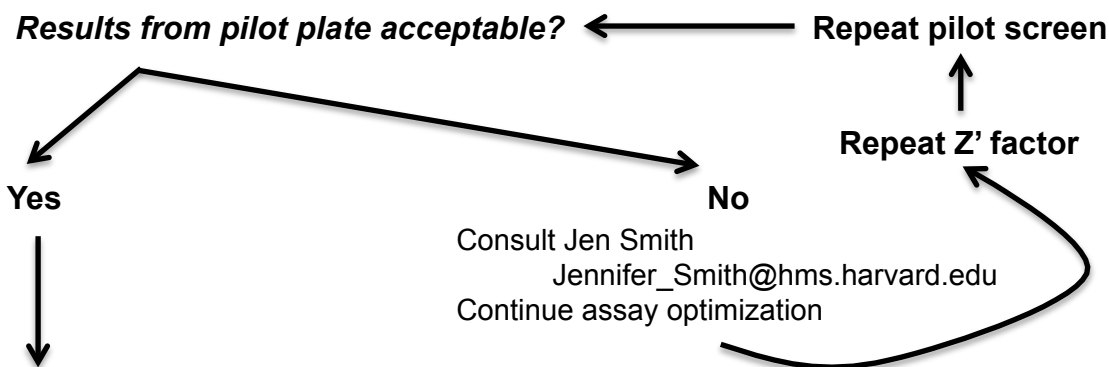 Results from pilot plate acceptable?
Repeat pilot screen
Repeat Z’ factor
Yes
No
Consult Jen Smith
Jennifer_Smith@hms.harvard.edu
Continue assay optimization